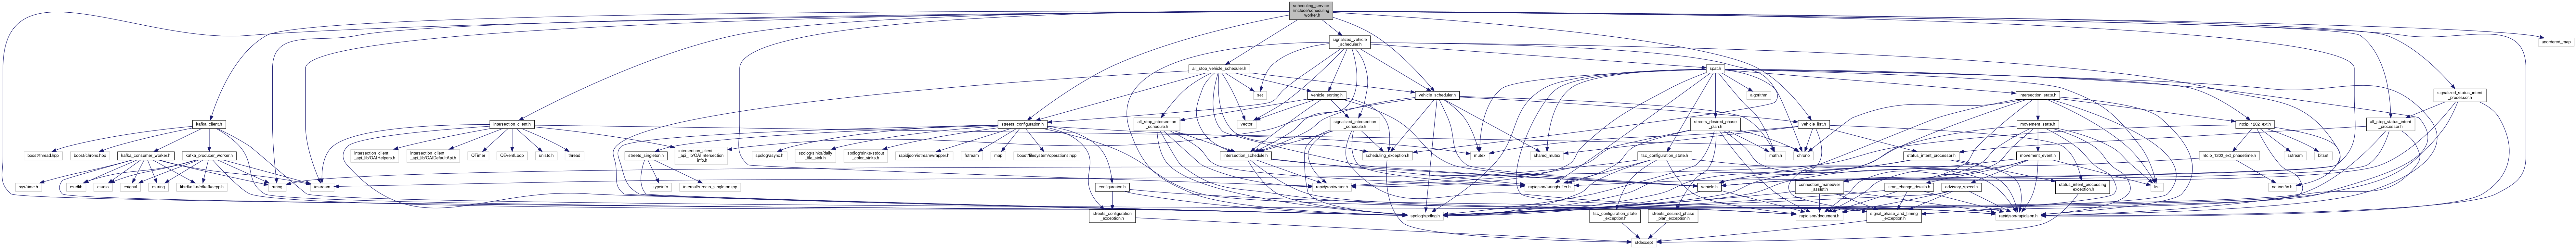 scheduling_service
/include/scheduling
_worker.h
signalized_vehicle
_scheduler.h
unordered_map
all_stop_vehicle_scheduler.h
spat.h
set
vehicle_sorting.h
vehicle_scheduler.h
algorithm
intersection_state.h
signalized_status_intent
_processor.h
kafka_client.h
intersection_client.h
streets_configuration.h
all_stop_intersection
_schedule.h
vector
signalized_intersection
_schedule.h
streets_desired_phase
_plan.h
vehicle_list.h
movement_state.h
ntcip_1202_ext.h
all_stop_status_intent
_processor.h
boost/thread.hpp
boost/chrono.hpp
kafka_consumer_worker.h
kafka_producer_worker.h
intersection_client
_api_lib/OAIHelpers.h
intersection_client
_api_lib/OAIDefaultApi.h
QTimer
QEventLoop
unistd.h
thread
streets_singleton.h
intersection_client
_api_lib/OAIIntersection
_info.h
spdlog/async.h
spdlog/sinks/daily
_file_sink.h
spdlog/sinks/stdout
_color_sinks.h
rapidjson/istreamwrapper.h
fstream
map
boost/filesystem/operations.hpp
intersection_schedule.h
scheduling_exception.h
mutex
shared_mutex
tsc_configuration_state.h
math.h
chrono
status_intent_processor.h
movement_event.h
ntcip_1202_ext_phasetime.h
sstream
bitset
sys/time.h
cstdlib
cstdio
csignal
cstring
librdkafka/rdkafkacpp.h
string
iostream
typeinfo
internal/streets_singleton.tpp
configuration.h
rapidjson/writer.h
rapidjson/stringbuffer.h
vehicle.h
connection_maneuver
_assist.h
time_change_details.h
advisory_speed.h
status_intent_processing
_exception.h
list
netinet/in.h
streets_configuration
_exception.h
spdlog/spdlog.h
tsc_configuration_state
_exception.h
streets_desired_phase
_plan_exception.h
rapidjson/document.h
signal_phase_and_timing
_exception.h
rapidjson/rapidjson.h
stdexcept